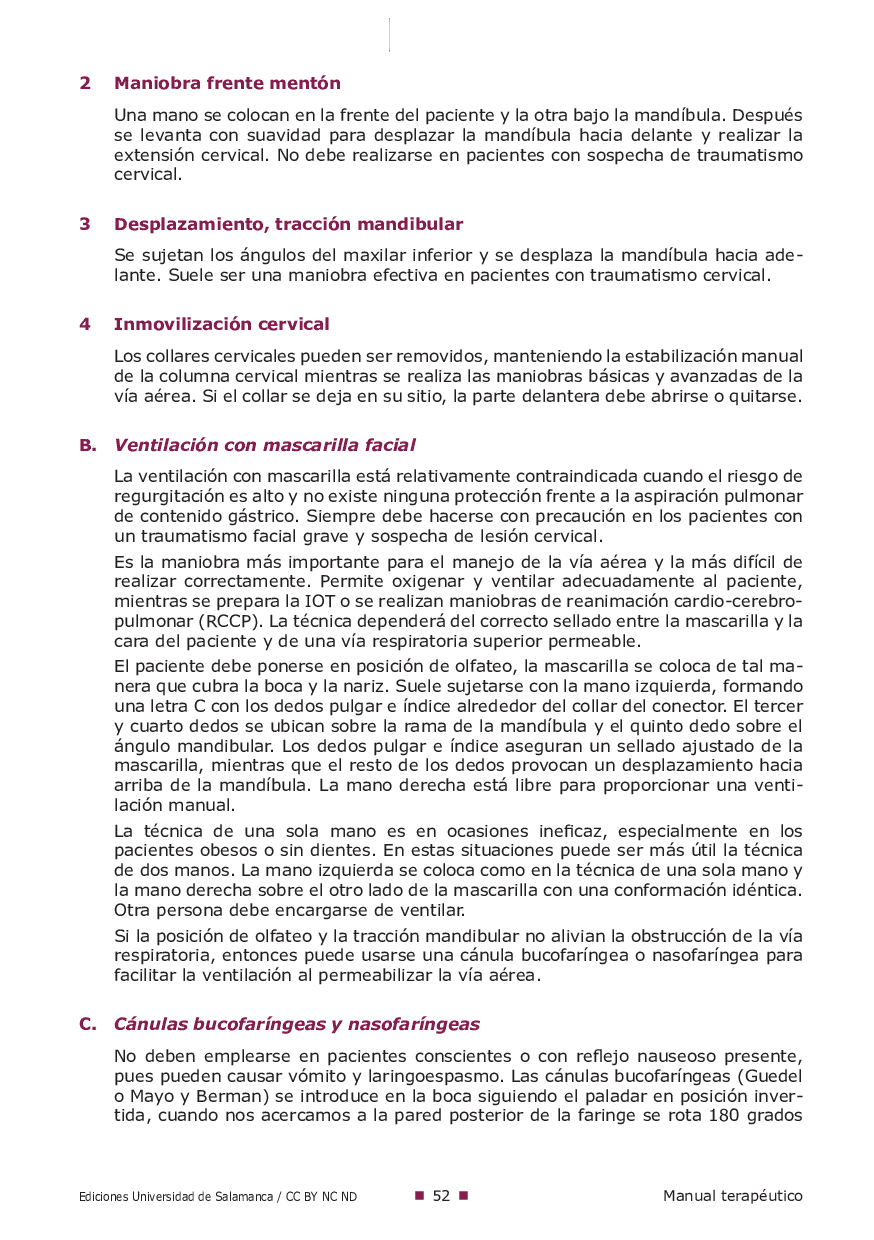 2 Maniobra frente mentón
Una mano se colocan en la frente del paciente y la otra bajo la mandíbula. Después
se levanta con suavidad para desplazar la mandíbula hacia delante y realizar la
extensión cervical. No debe realizarse en pacientes con sospecha de traumatismo
cervical.
3 Desplazamiento, tracción mandibular
Se sujetan los ángulos del maxilar inferior y se desplaza la mandíbula hacia ade-
lante. Suele ser una maniobra efectiva en pacientes con traumatismo cervical.
4 Inmovilización cervical
Los collares cervicales pueden ser removidos, manteniendo la estabilización manual
de la columna cervical mientras se realiza las maniobras básicas y avanzadas de la
vía aérea. Si el collar se deja en su sitio, la parte delantera debe abrirse o quitarse.
B. Ventilación con mascarilla facial
La ventilación con mascarilla está relativamente contraindicada cuando el riesgo de
regurgitación es alto y no existe ninguna protección frente a la aspiración pulmonar
de contenido gástrico. Siempre debe hacerse con precaución en los pacientes con
un traumatismo facial grave y sospecha de lesión cervical.
Es la maniobra más importante para el manejo de la vía aérea y la más difícil de
realizar correctamente. Permite oxigenar y ventilar adecuadamente al paciente,
mientras se prepara la IOT o se realizan maniobras de reanimación cardio-cerebro-
pulmonar (RCCP). La técnica dependerá del correcto sellado entre la mascarilla y la
cara del paciente y de una vía respiratoria superior permeable.
El paciente debe ponerse en posición de olfateo, la mascarilla se coloca de tal ma-
nera que cubra la boca y la nariz. Suele sujetarse con la mano izquierda, formando
una letra C con los dedos pulgar e índice alrededor del collar del conector. El tercer
y cuarto dedos se ubican sobre la rama de la mandíbula y el quinto dedo sobre el
ángulo mandibular. Los dedos pulgar e índice aseguran un sellado ajustado de la
mascarilla, mientras que el resto de los dedos provocan un desplazamiento hacia
arriba de la mandíbula. La mano derecha está libre para proporcionar una venti-
lación manual.
La técnica de una sola mano es en ocasiones ineficaz, especialmente en los
pacientes obesos o sin dientes. En estas situaciones puede ser más útil la técnica
de dos manos. La mano izquierda se coloca como en la técnica de una sola mano y
la mano derecha sobre el otro lado de la mascarilla con una conformación idéntica.
Otra persona debe encargarse de ventilar.
Si la posición de olfateo y la tracción mandibular no alivian la obstrucción de la vía
respiratoria, entonces puede usarse una cánula bucofaríngea o nasofaríngea para
facilitar la ventilación al permeabilizar la vía aérea.
C. Cánulas bucofaríngeas y nasofaríngeas
No deben emplearse en pacientes conscientes o con reflejo nauseoso presente,
pues pueden causar vómito y laringoespasmo. Las cánulas bucofaríngeas (Guedel
o Mayo y Berman) se introduce en la boca siguiendo el paladar en posición inver-
tida, cuando nos acercamos a la pared posterior de la faringe se rota 180 grados
Ediciones Universidad de Salamanca / CC BY NC ND ■ 52 ■ Manual terapéutico